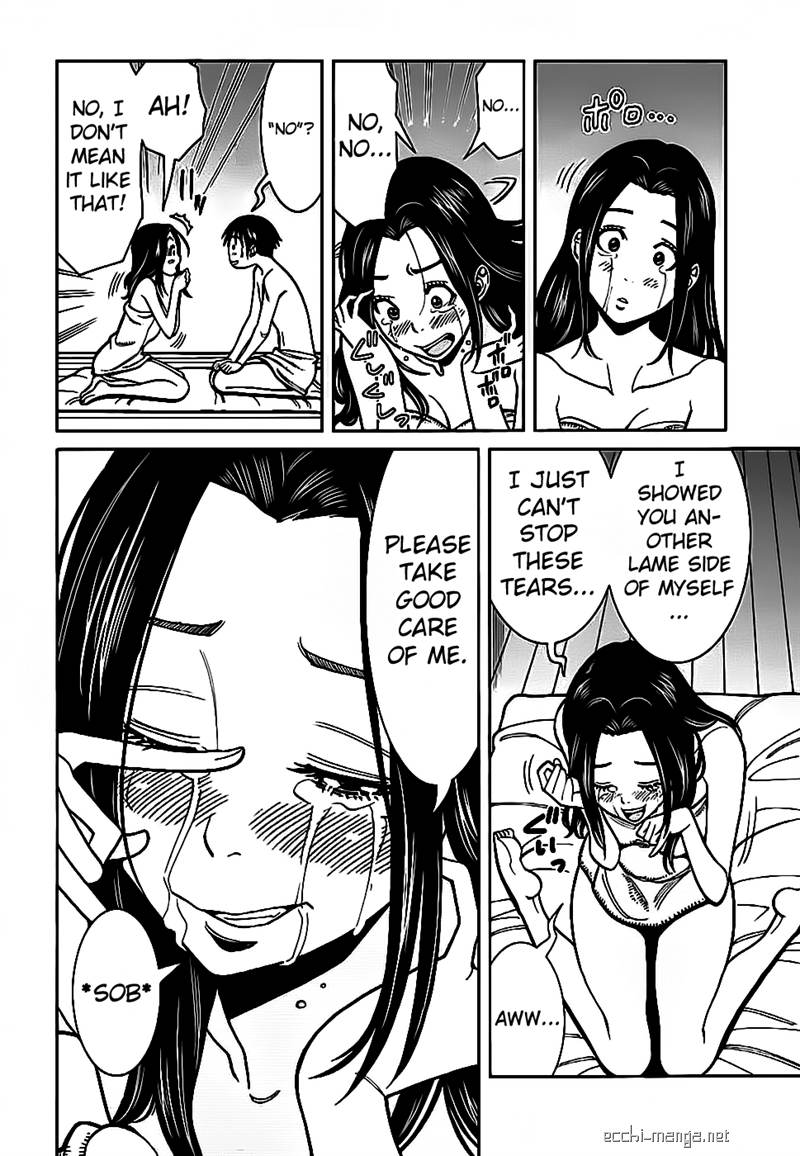 ポロ...
NO...
NO,
NO...
"NO"?
AH!
NO, I
DON'T
MEAN
IT LIKE
THAT!
I
SHOWED
YOU AN-
OTHER
LAME SIDE
OF MYSELF
...
I JUST
CAN'T
STOP
THESE
TEARS...
AWW...
PLEASE
TAKE
GOOD
CARE
OF ME.
*SOB*
ecchi-manga.net